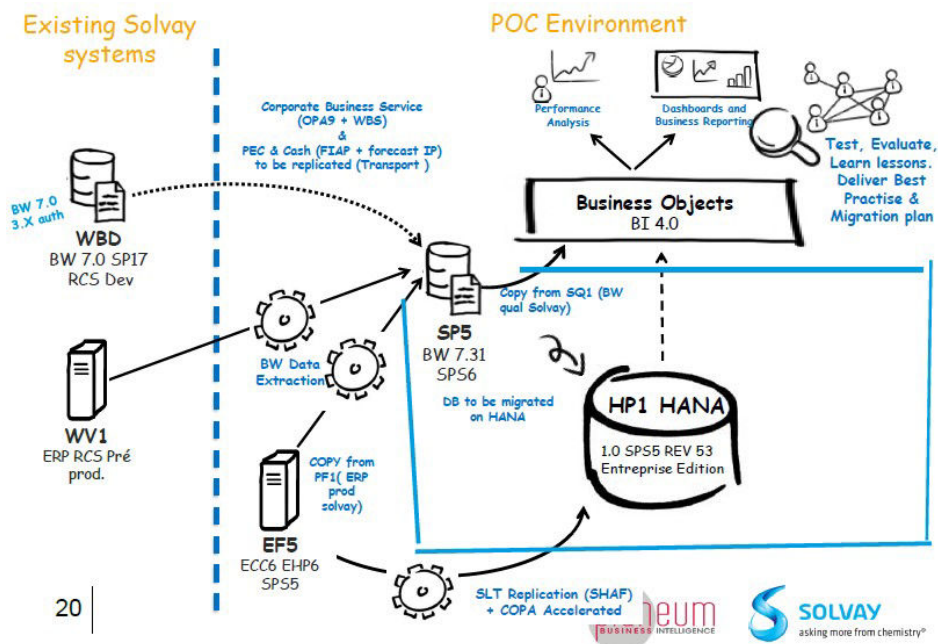 Existing Solvay
systems
POC Environment
Performance
Analysis
Dashboards and
Business Reporting
Test, Evaluate,
Learn lessons.
Deliver Best
Practise &
Migration plan
Corporate Business Service
(OPA9 + WBS)
&
PEC & Cash (FIAP + forecast IP)
to be replicated (Transport )
BW 7.0
3.X auth
WBD
BW 7.0 SP17
RCS Dev
Business Objects
BI 4.0
Copy from SQ1 (BW
qual Solvay)
SP5
BW 7.31
SPS6
BW Data
Extraction
DB to be migrated
on HANA
HP1 HANA
1.0 SPS5 REV 53
Entreprise Edition
WV1
ERP RCS Pré
prod.
COPY from
PF1( ERP
prod
solvay)
EF5
ECC6 EHP6
SPS5
SLT Replication (SHAF)
+ COPA Accelerated
20
BUSINESS INTELLIGENCE
SOLVAY
asking more from chemistry®